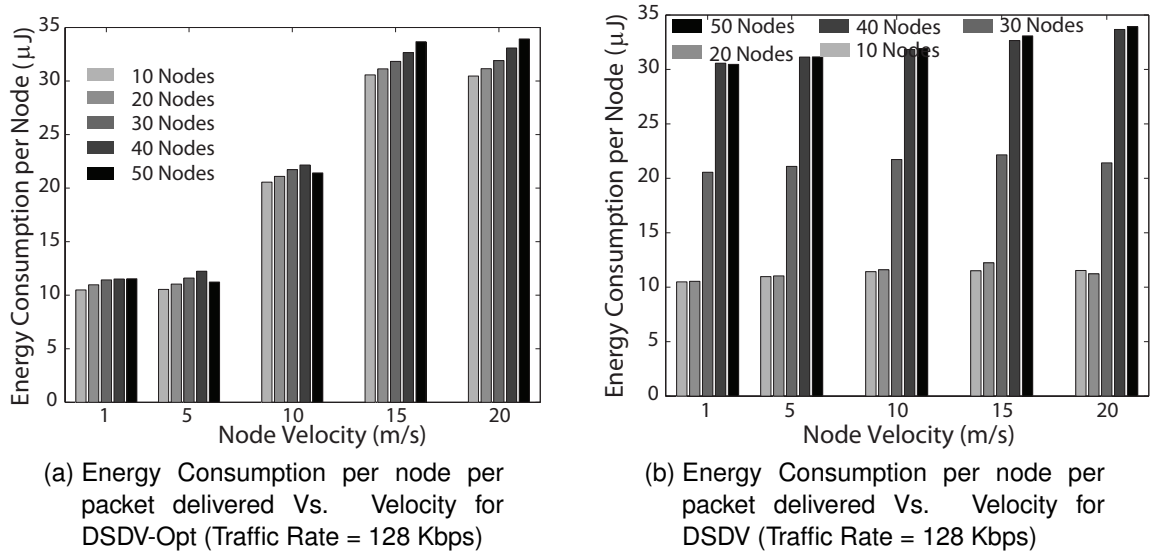 Energy Consumption per Node (μJ)
35
30
25
20
15
10
5
0
10 Nodes
20 Nodes
30 Nodes
40 Nodes
50 Nodes
1 5 10 15 20
Node Velocity (m/s)
(a) Energy Consumption per node per
packet delivered Vs. Velocity for
DSDV-Opt (Traffic Rate = 128 Kbps)
Energy Consumption per Node (μJ)
35
30
25
20
15
10
5
0
50 Nodes 40 Nodes 30 Nodes
20 Nodes 10 Nodes
1 5 10 15 20
Node Velocity (m/s)
(b) Energy Consumption per node per
packet delivered Vs. Velocity for
DSDV (Traffic Rate = 128 Kbps)